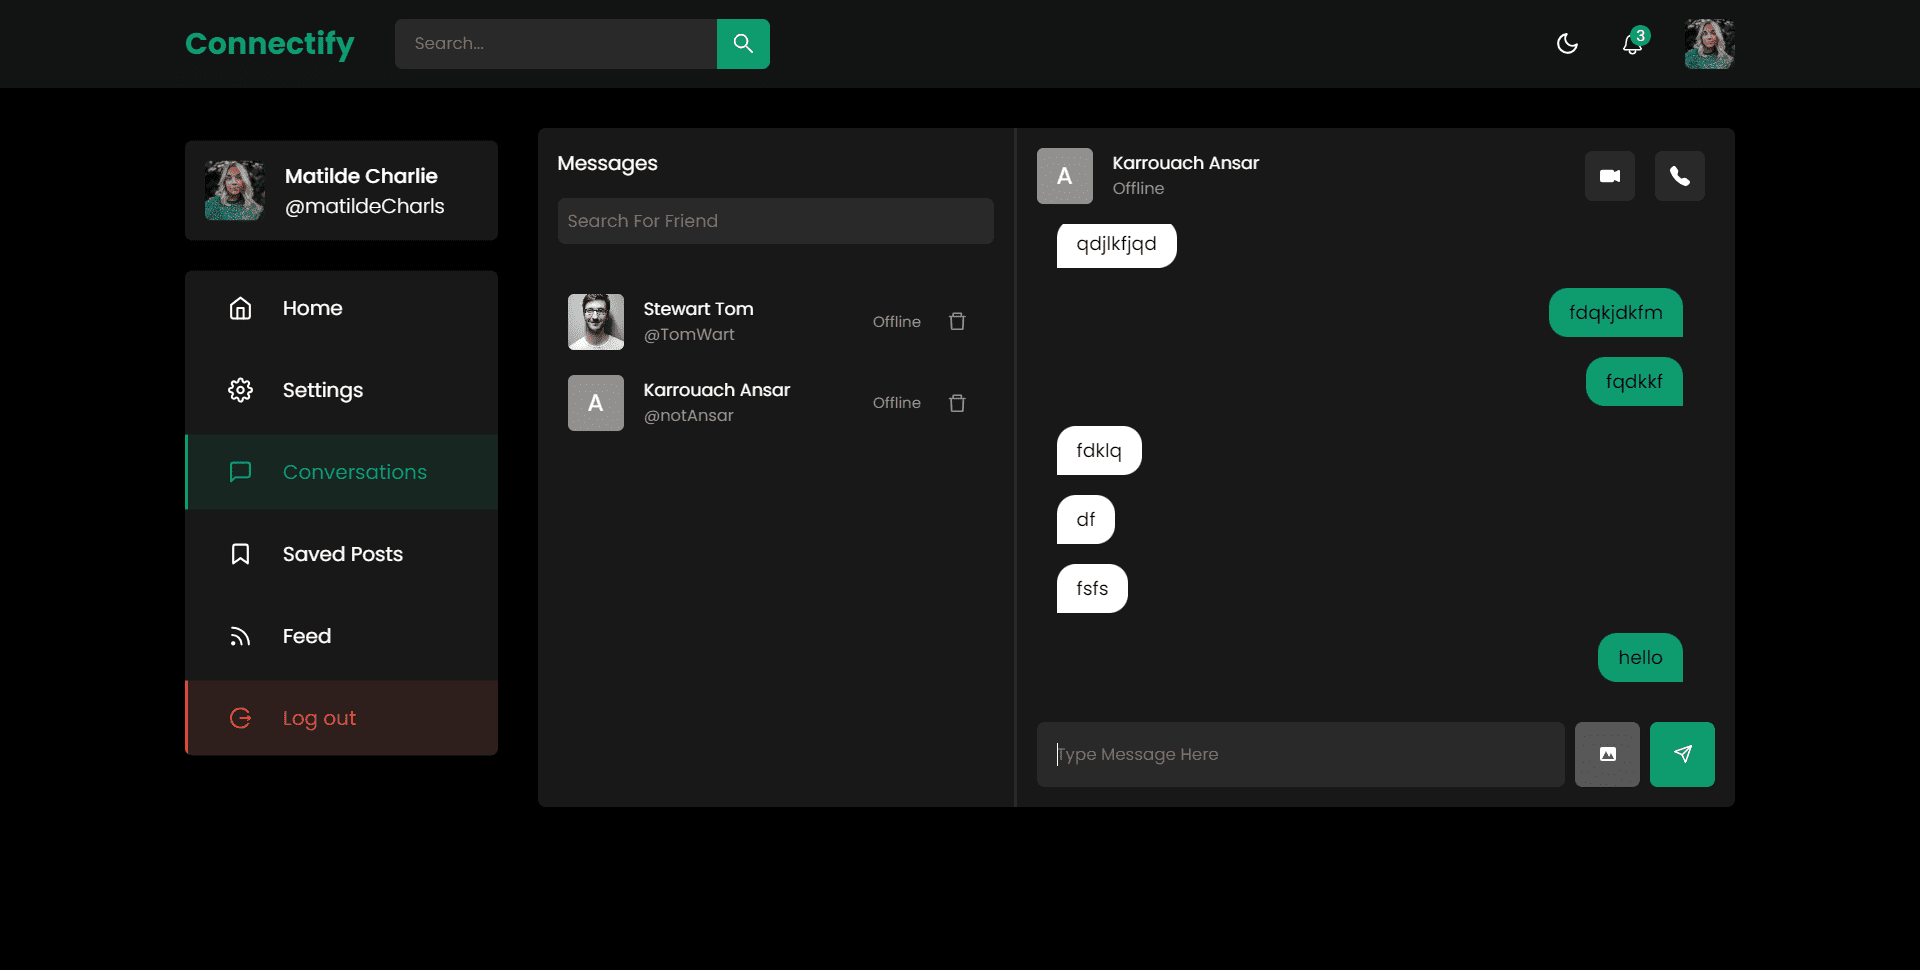 Connectify
Search...
3
Matilde Charlie
@matildeCharls
Home
Settings
Conversations
Saved Posts
Feed
Log out
Messages
Search For Friend
Stewart Tom
@TomWart
Offline
A
Karrouach Ansar
@notAnsar
Offline
A
Karrouach Ansar
Offline
qdjlkfjqd
fdqkjdkfm
fqdkkf
fdklq
df
fsfs
hello
Type Message Here